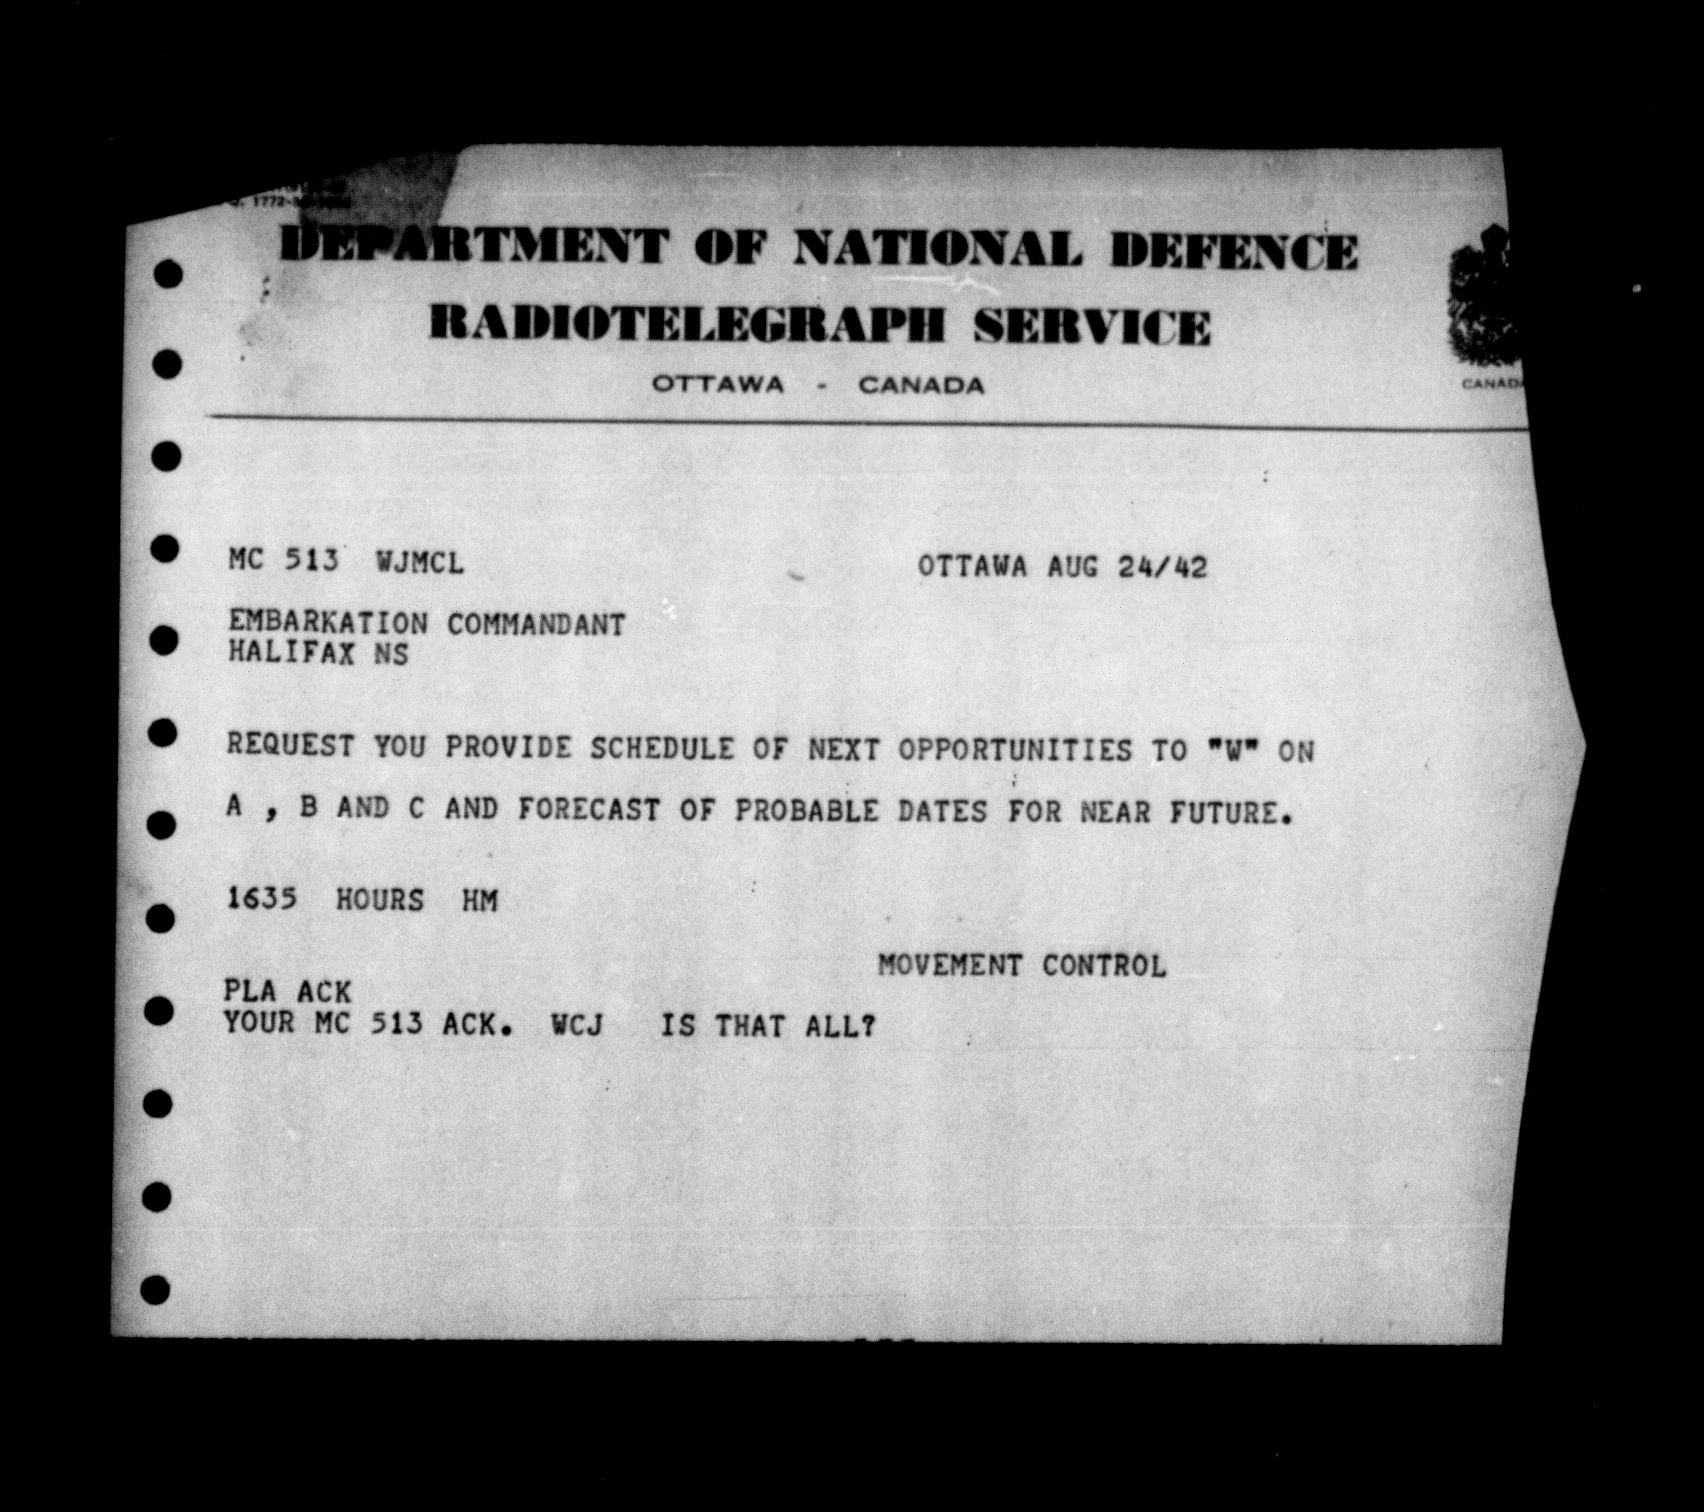 DEPARTMENT OF NATIONAL DEFENCE
RADIOTELEGRAPH SERVICE
OTTAWA - CANADA
CANADA
MC 513 WJMCL OTTAWA AUG 24/42
EMBARKATION COMMANDANT
HALIFAX NS
REQUEST YOU PROVIDE SCHEDULE OF NEXT OPPORTUNITIES TO "W" ON
A , B AND C AND FORECAST OF PROBABLE DATES FOR NEAR FUTURE.
1635 HOURS HM
MOVEMENT CONTROL
PLA ACK
YOUR MC 513 ACK. WCJ IS THAT ALL?